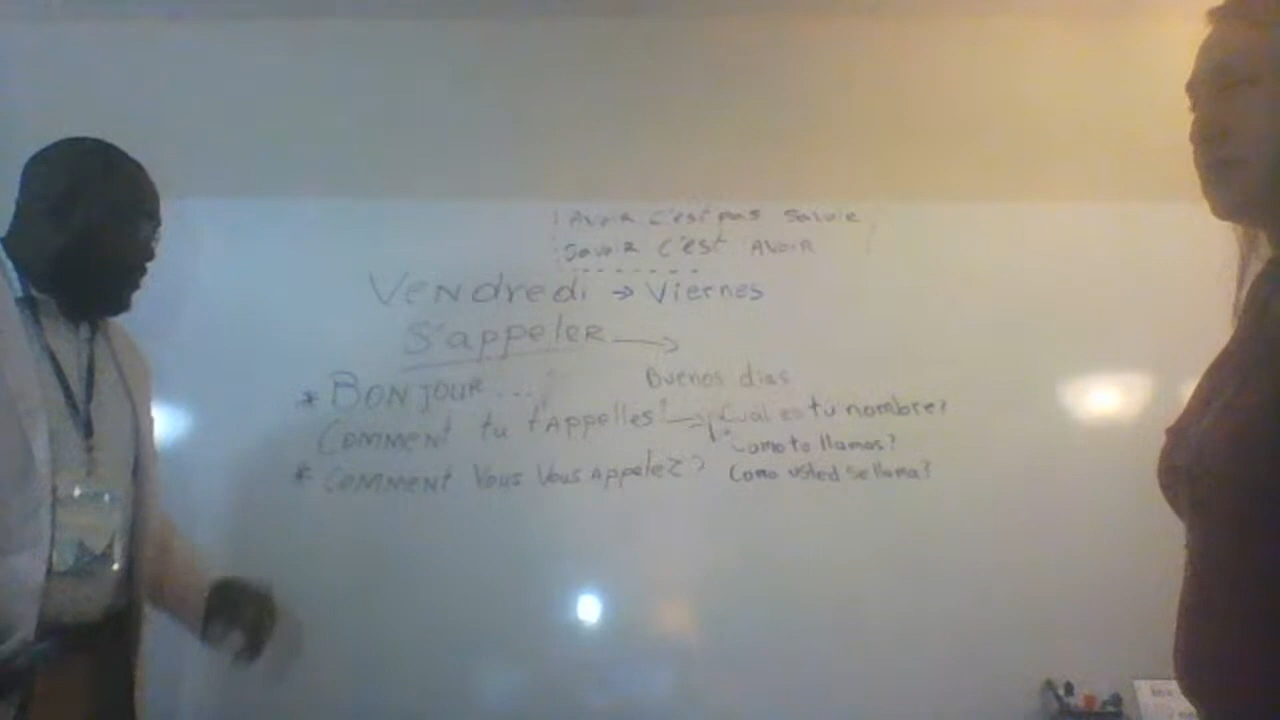 Avoir c'est pas savoie
Savoir c'est Avoir
Vendredi → Viernes
S'appeler →
* BONJOUR .... Buenos dias
COMMENT tu t'Appelles? → ¿Cual es tu nombre?
¿Como te llamas?
* COMMENT Vous Vous Appelez? Como usted se llama?